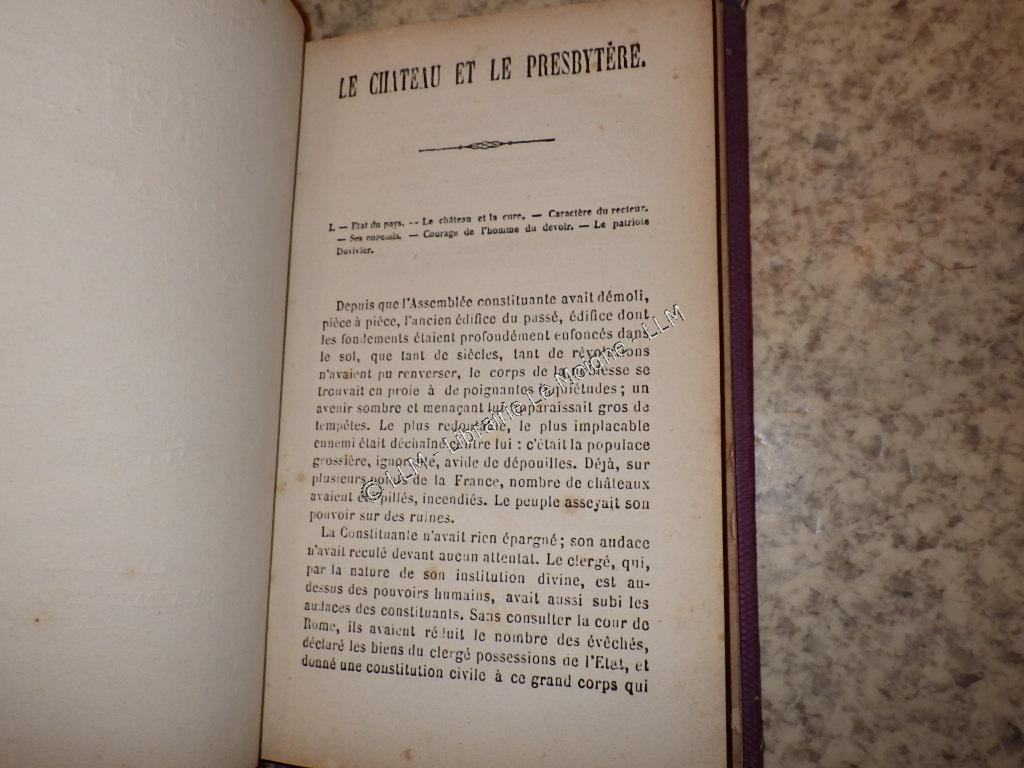 LE CHATEAU ET LE PRESBYTÈRE.
I. — Etat du pays. — Le château et la cure. — Caractère du recteur.
— Ses ennemis. — Courage de l'homme du devoir. — Le patriote
Duvivier.
Depuis que l'Assemblée constituante avait démoli,
pièce à pièce, l'ancien édifice du passé, édifice dont
les fondements étaient profondément enfoncés dans
le sol, que tant de siècles, tant de révolutions
n'avaient pu renverser, le corps de la noblesse se
trouvait en proie à de poignantes inquiétudes ; un
avenir sombre et menaçant lui apparaissait gros de
tempêtes. Le plus redoutable, le plus implacable
ennemi était déchaîné contre lui : c'était la populace
grossière, ignorante, avide de dépouilles. Déjà, sur
plusieurs points de la France, nombre de châteaux
avaient été pillés, incendiés. Le peuple asseyait son
pouvoir sur des ruines.
La Constituante n'avait rien épargné ; son audace
n'avait reculé devant aucun attentat. Le clergé, qui,
par la nature de son institution divine, est au-
dessus des pouvoirs humains, avait aussi subi les
audaces des constituants. Sans consulter la cour de
Rome, ils avaient réduit le nombre des évêchés,
déclaré les biens du clergé possessions de l'Etat, et
donné une constitution civile à ce grand corps qui
© LLM - Librairie Le Moîone - LLM